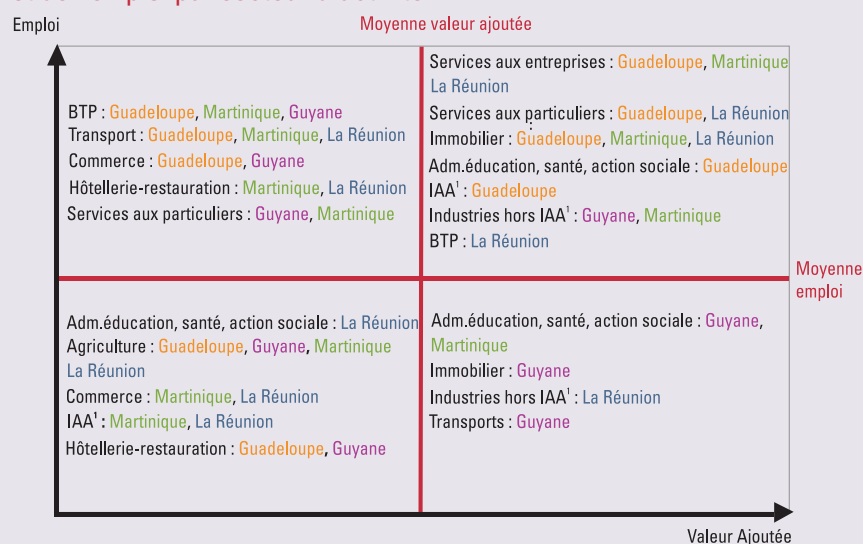 Emploi
Moyenne valeur ajoutée
BTP : Guadeloupe, Martinique, Guyane
Transport : Guadeloupe, Martinique, La Réunion
Commerce : Guadeloupe, Guyane
Hôtellerie-restauration : Martinique, La Réunion
Services aux particuliers : Guyane, Martinique
Services aux entreprises : Guadeloupe, Martinique
La Réunion
Services aux particuliers : Guadeloupe, La Réunion
Immobilier : Guadeloupe, Martinique, La Réunion
Adm.éducation, santé, action sociale : Guadeloupe
IAA¹ : Guadeloupe
Industries hors IAA¹ : Guyane, Martinique
BTP : La Réunion
Moyenne
emploi
Adm.éducation, santé, action sociale : La Réunion
Agriculture : Guadeloupe, Guyane, Martinique
La Réunion
Commerce : Martinique, La Réunion
IAA¹ : Martinique, La Réunion
Hôtellerie-restauration : Guadeloupe, Guyane
Adm.éducation, santé, action sociale : Guyane,
Martinique
Immobilier : Guyane
Industries hors IAA¹ : La Réunion
Transports : Guyane
Valeur Ajoutée